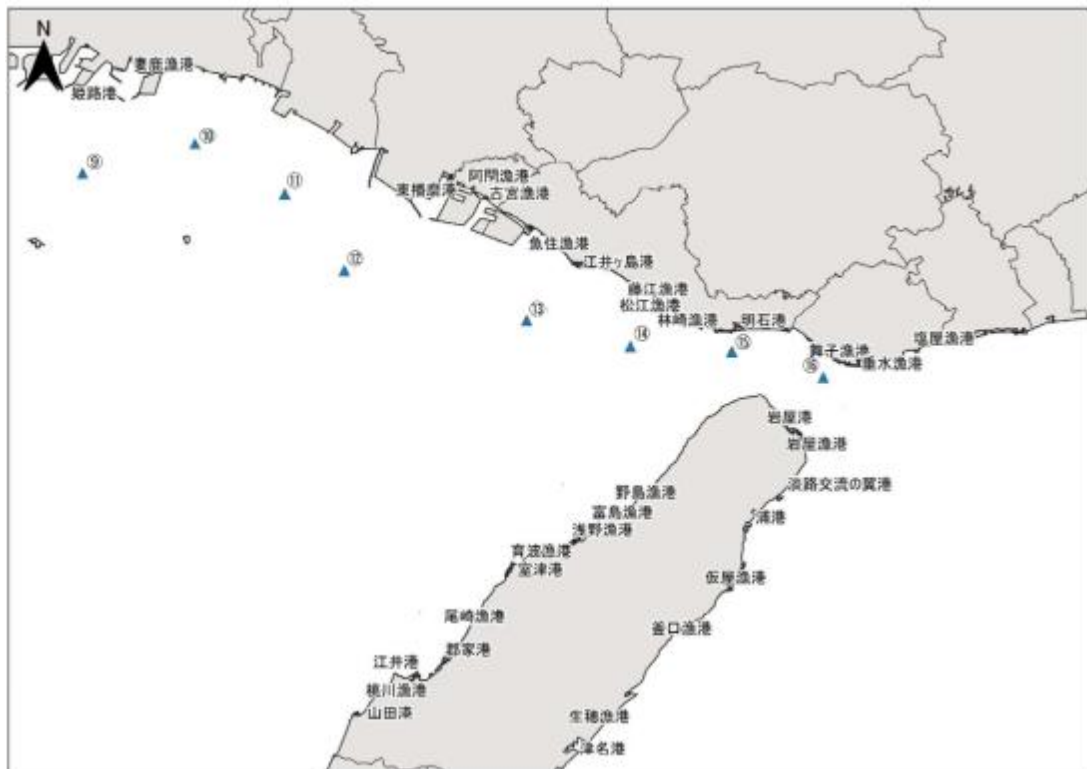 N
妻鹿漁港
姫路港
⑩
⑨
⑪
阿閇漁港
東播磨港
古宮漁港
魚住漁港
⑫
江井ヶ島港
藤江漁港
松江漁港
⑬
林崎漁港
明石港
⑭
⑮
塩屋漁港
舞子漁港
垂水漁港
⑯
岩屋港
岩屋漁港
淡路交流の翼港
野島漁港
富島漁港
浦港
浅野漁港
育波漁港
室津港
仮屋漁港
尾崎漁港
釜口漁港
郡家港
江井港
桃川漁港
山田港
生穂漁港
津名港